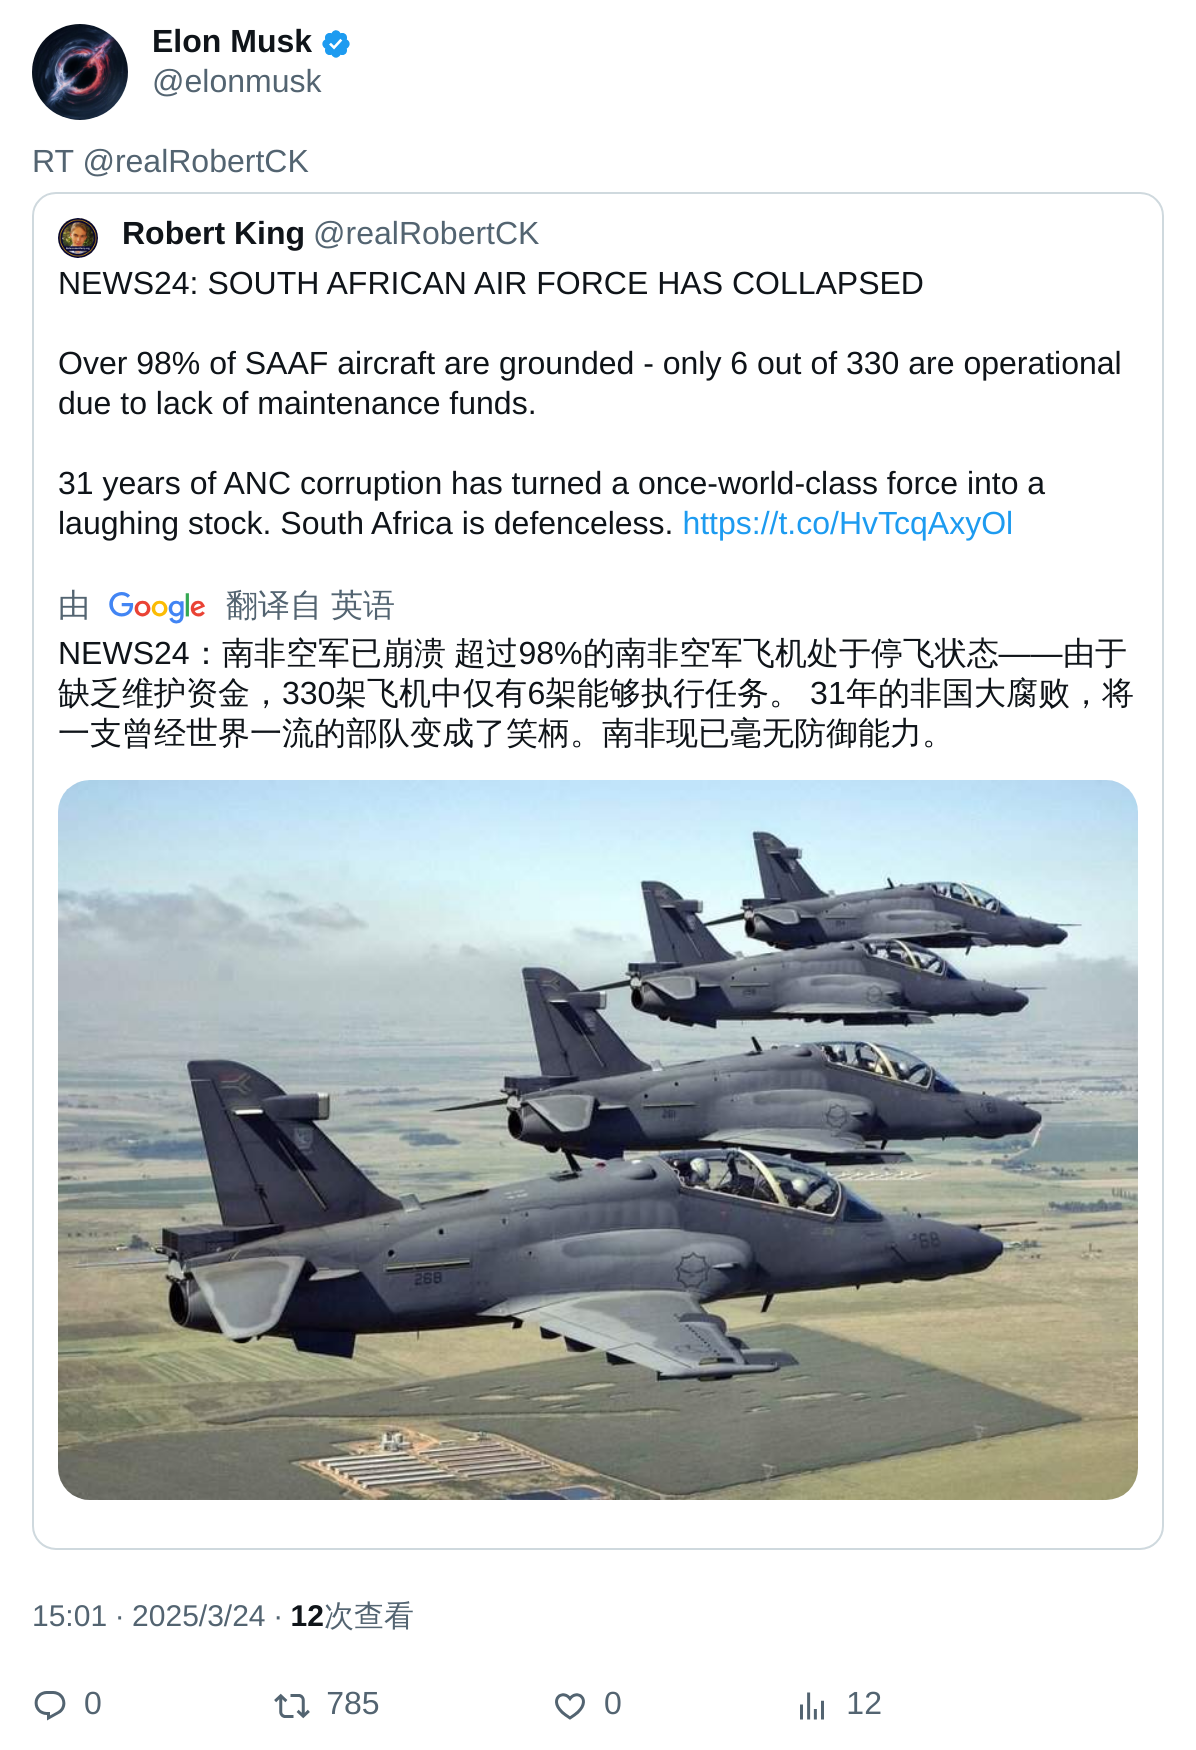 Elon Musk
@elonmusk
RT @realRobertCK
Robert King @realRobertCK
NEWS24: SOUTH AFRICAN AIR FORCE HAS COLLAPSED
Over 98% of SAAF aircraft are grounded - only 6 out of 330 are operational
due to lack of maintenance funds.
31 years of ANC corruption has turned a once-world-class force into a
laughing stock. South Africa is defenceless. https://t.co/HvTcqAxyOl
由 Google 翻译自 英语
NEWS24：南非空军已崩溃 超过98%的南非空军飞机处于停飞状态——由于
缺乏维护资金，330架飞机中仅有6架能够执行任务。 31年的非国大腐败，将
一支曾经世界一流的部队变成了笑柄。南非现已毫无防御能力。
268
'68
15:01 · 2025/3/24 · 12次查看
0 785 0 12